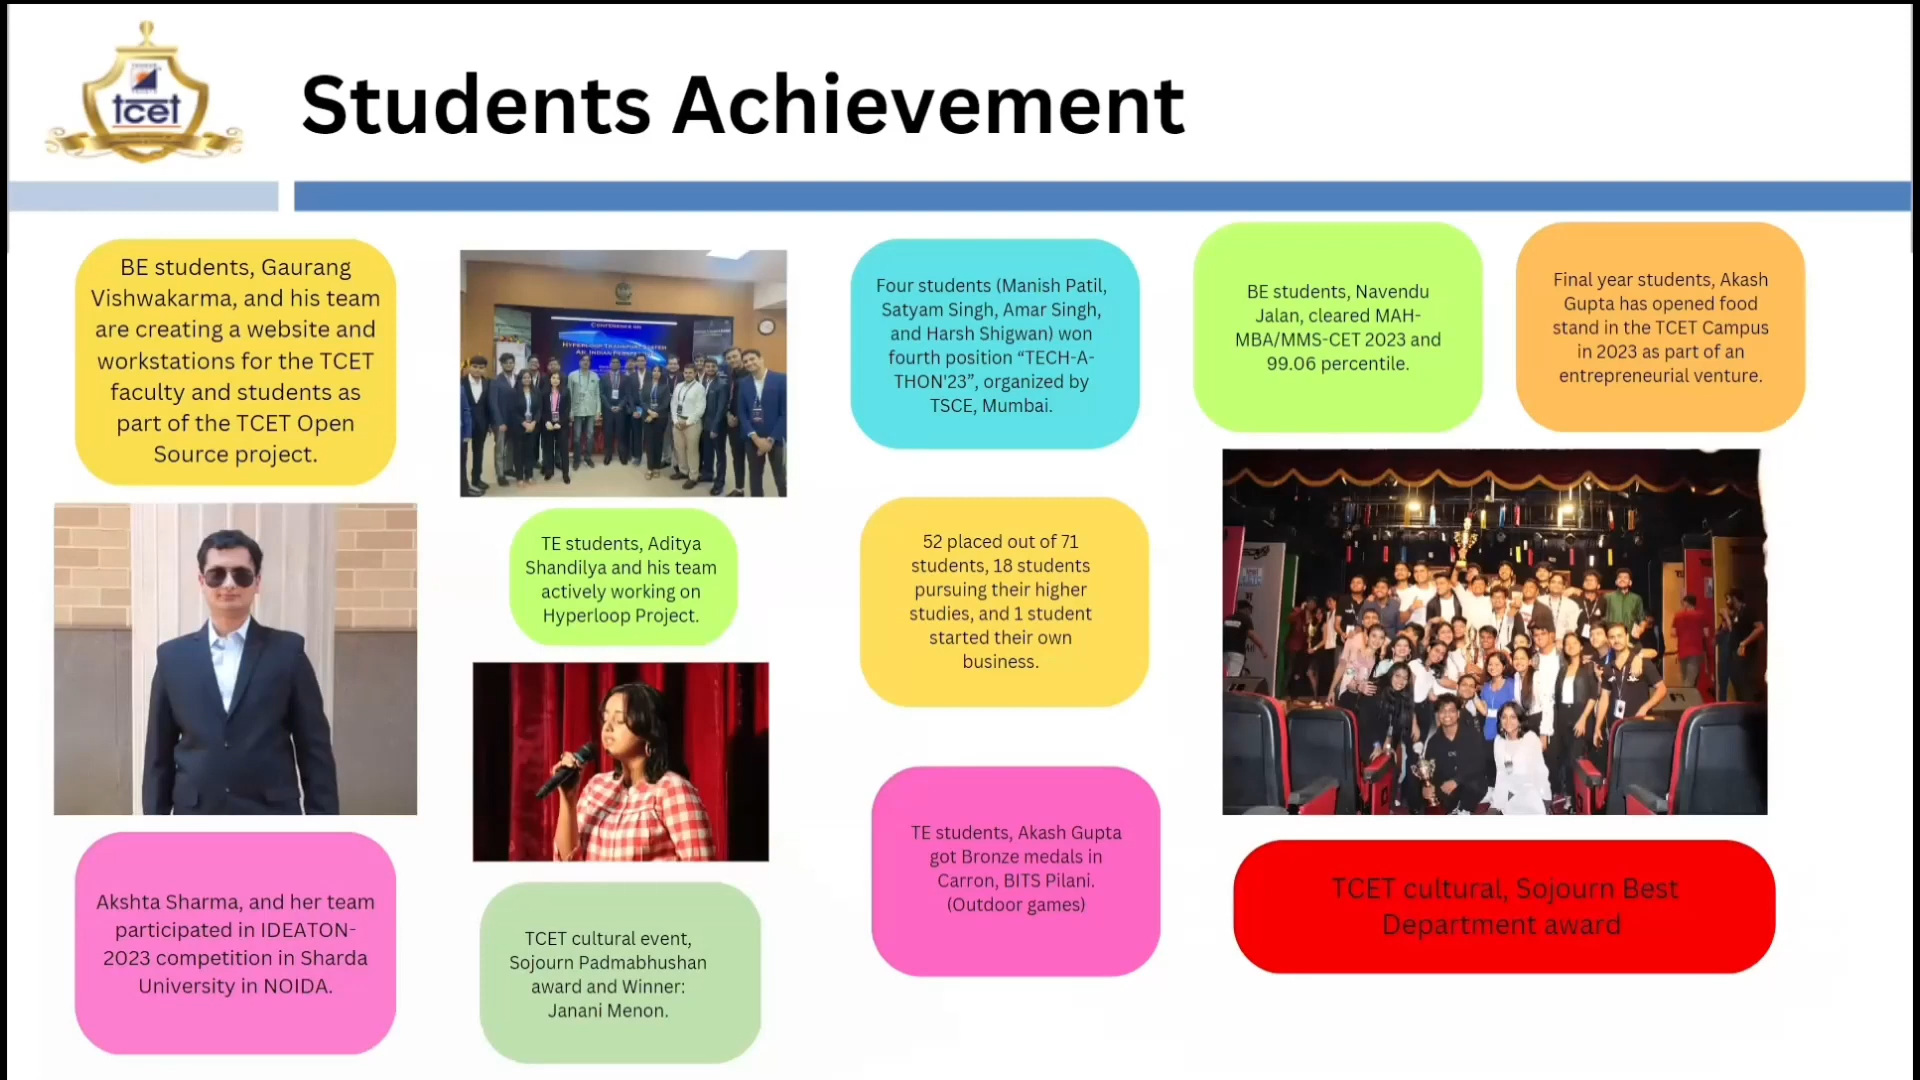 tcet
Students Achievement
BE students, Gaurang
Vishwakarma, and his team
are creating a website and
workstations for the TCET
faculty and students as
part of the TCET Open
Source project.
Akshta Sharma, and her team
participated in IDEATON-
2023 competition in Sharda
University in NOIDA.
CONFERENCE ON
HYPERLOOP TRANSPORT SYSTEM
TE students, Aditya
Shandilya and his team
actively working on
Hyperloop Project.
TCET cultural event,
Sojourn Padmabhushan
award and Winner:
Janani Menon.
Four students (Manish Patil,
Satyam Singh, Amar Singh,
and Harsh Shigwan) won
fourth position “TECH-A-
THON'23”, organized by
TSCE, Mumbai.
52 placed out of 71
students, 18 students
pursuing their higher
studies, and 1 student
started their own
business.
TE students, Akash Gupta
got Bronze medals in
Carron, BITS Pilani.
(Outdoor games)
BE students, Navendu
Jalan, cleared MAH-
MBA/MMS-CET 2023 and
99.06 percentile.
Final year students, Akash
Gupta has opened food
stand in the TCET Campus
in 2023 as part of an
entrepreneurial venture.
TCET cultural, Sojourn Best
Department award